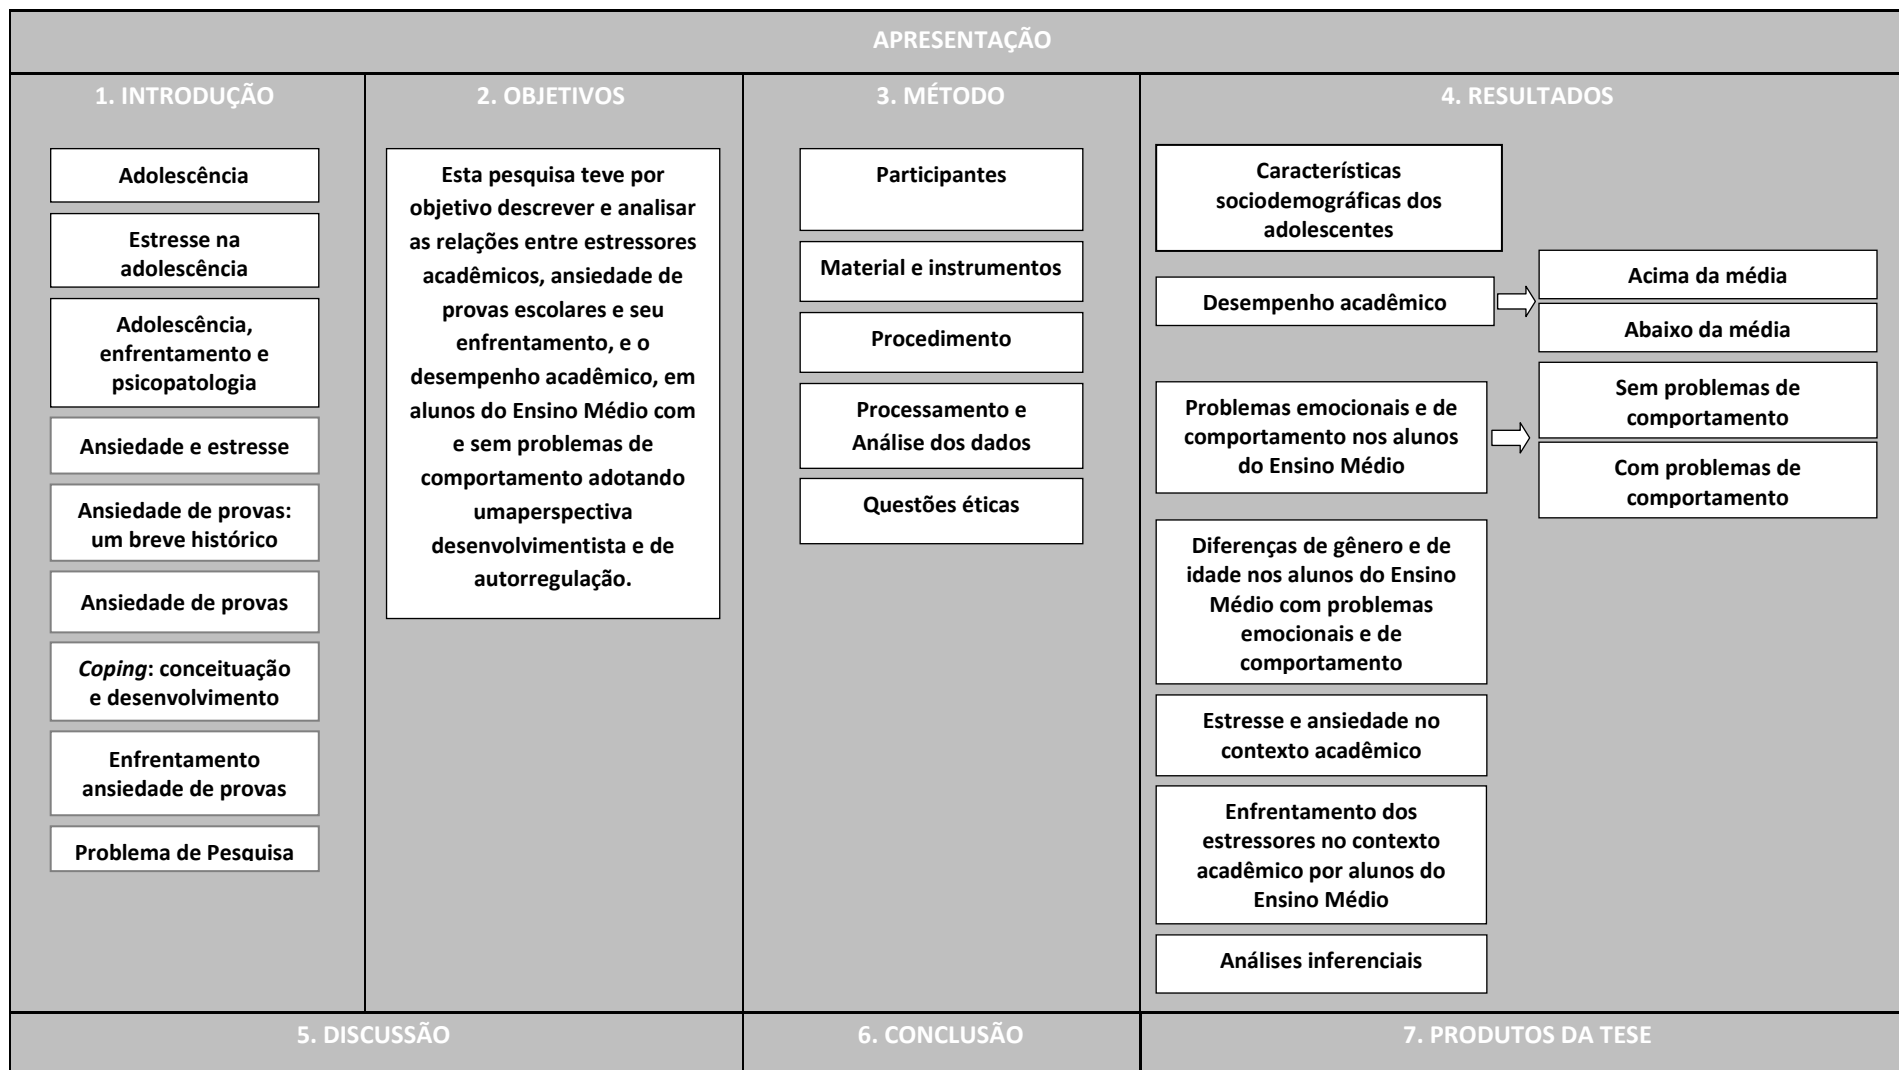 APRESENTAÇÃO
1. INTRODUÇÃO
Adolescência
Estresse na
adolescência
Adolescência,
enfrentamento e
psicopatologia
Ansiedade e estresse
Ansiedade de provas:
um breve histórico
Ansiedade de provas
Coping: conceituação
e desenvolvimento
Enfrentamento
ansiedade de provas
Problema de Pesquisa
2. OBJETIVOS
Esta pesquisa teve por
objetivo descrever e analisar
as relações entre estressores
acadêmicos, ansiedade de
provas escolares e seu
enfrentamento, e o
desempenho acadêmico, em
alunos do Ensino Médio com
e sem problemas de
comportamento adotando
umaperspectiva
desenvolvimentista e de
autorregulação.
3. MÉTODO
Participantes
Material e instrumentos
Procedimento
Processamento e
Análise dos dados
Questões éticas
4. RESULTADOS
Características
sociodemográficas dos
adolescentes
Desempenho acadêmico
Acima da média
Abaixo da média
Problemas emocionais e de
comportamento nos alunos
do Ensino Médio
Sem problemas de
comportamento
Com problemas de
comportamento
Diferenças de gênero e de
idade nos alunos do Ensino
Médio com problemas
emocionais e de
comportamento
Estresse e ansiedade no
contexto acadêmico
Enfrentamento dos
estressores no contexto
acadêmico por alunos do
Ensino Médio
Análises inferenciais
5. DISCUSSÃO
6. CONCLUSÃO
7. PRODUTOS DA TESE